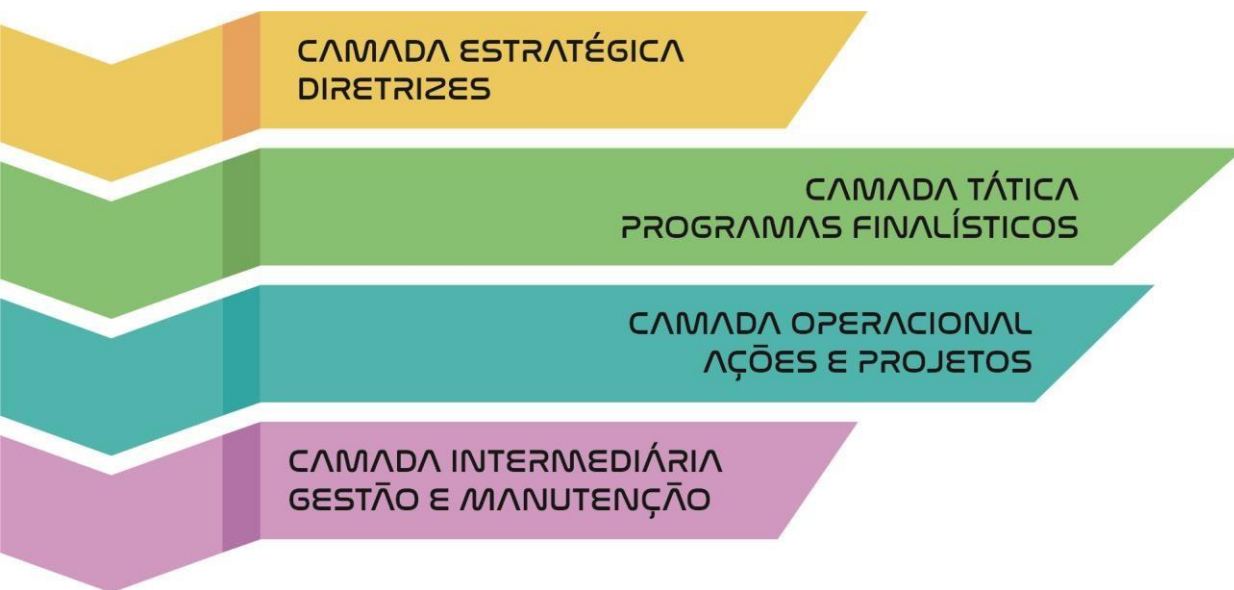 CAMADA ESTRATÉGICA
DIRETRIZES
CAMADA TÁTICA
PROGRAMAS FINALÍSTICOS
CAMADA OPERACIONAL
AÇÕES E PROJETOS
CAMADA INTERMEDIÁRIA
GESTÃO E MANUTENÇÃO